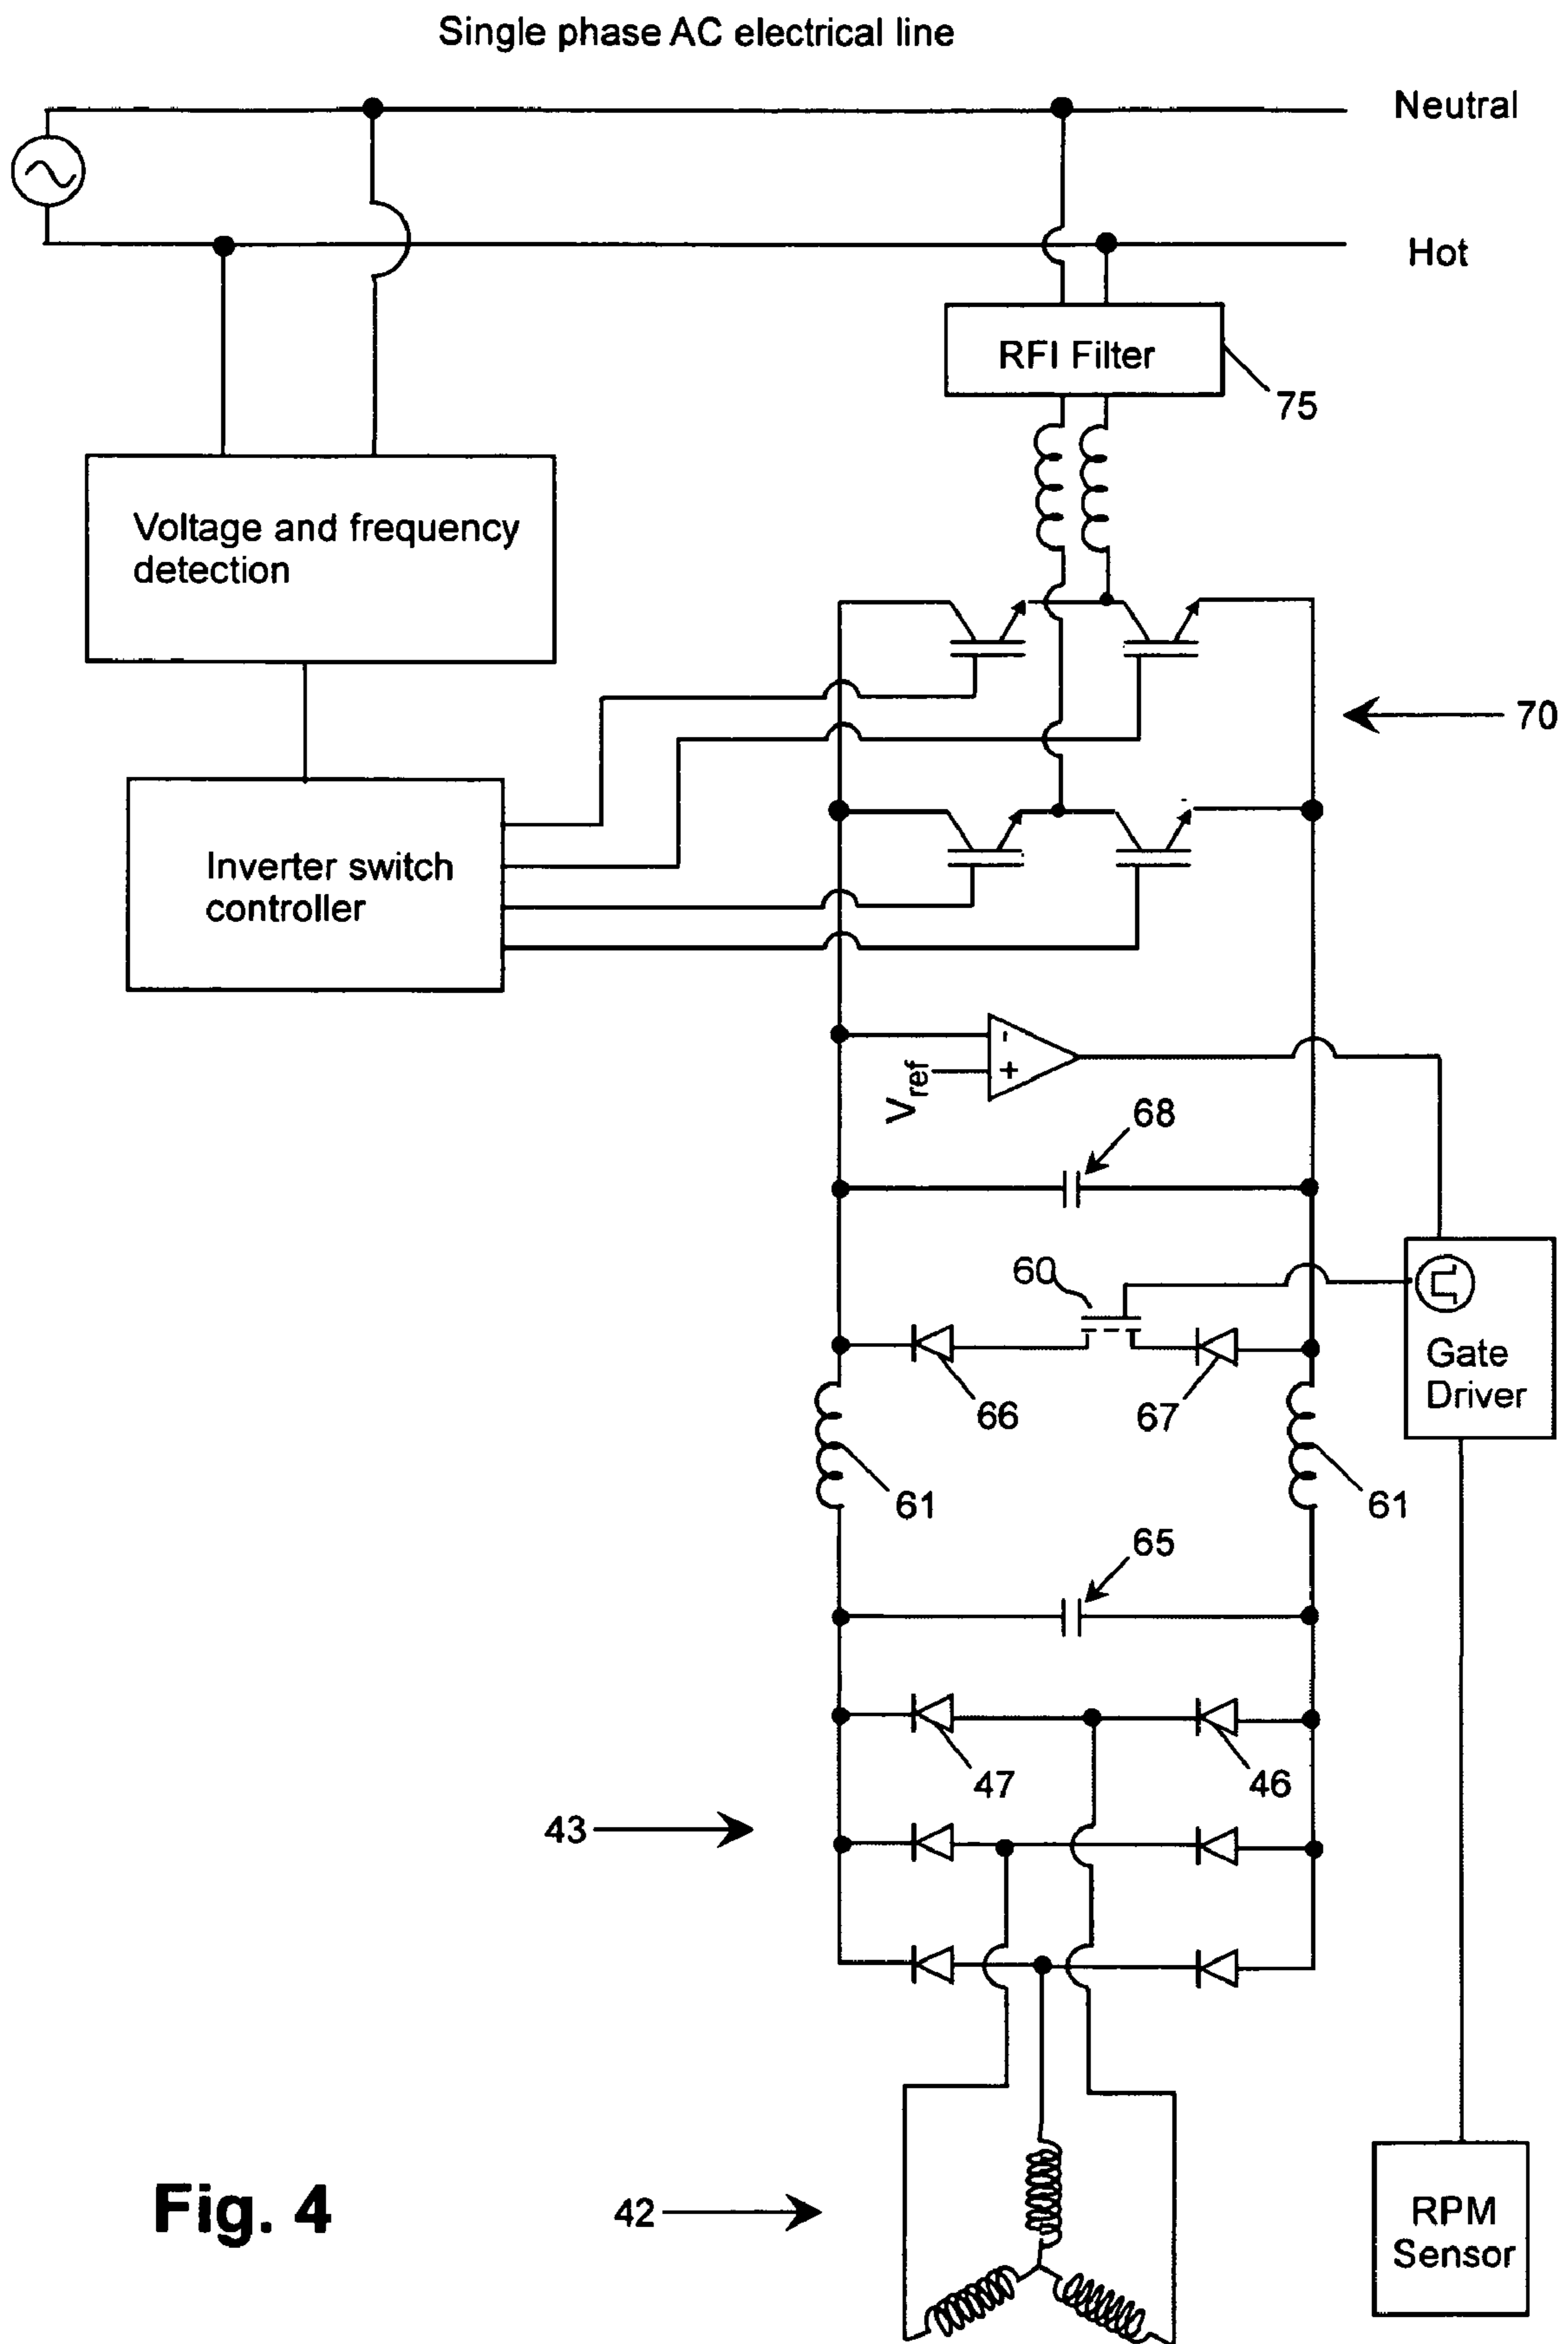 Single phase AC electrical line
Neutral
Hot
RFI Filter
75
Voltage and frequency
detection
70
Inverter switch
controller
-
+
Vref
68
60
Gate
Driver
66
67
61
61
65
47
46
43
42
RPM
Sensor
Fig. 4